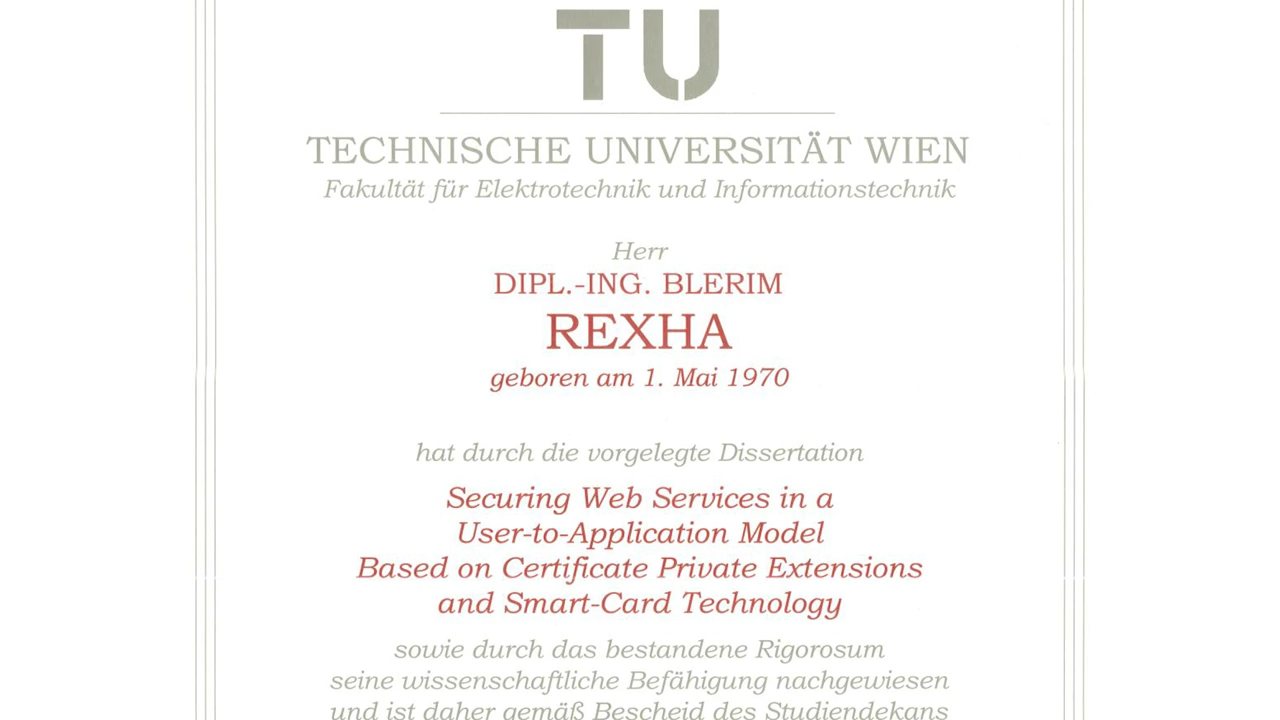 TU
TECHNISCHE UNIVERSITÄT WIEN
Fakultät für Elektrotechnik und Informationstechnik
Herr
DIPL.-ING. BLERIM
REXHA
geboren am 1. Mai 1970
hat durch die vorgelegte Dissertation
Securing Web Services in a
User-to-Application Model
Based on Certificate Private Extensions
and Smart-Card Technology
sowie durch das bestandene Rigorosum
seine wissenschaftliche Befähigung nachgewiesen
und ist daher gemäß Bescheid des Studiendekans